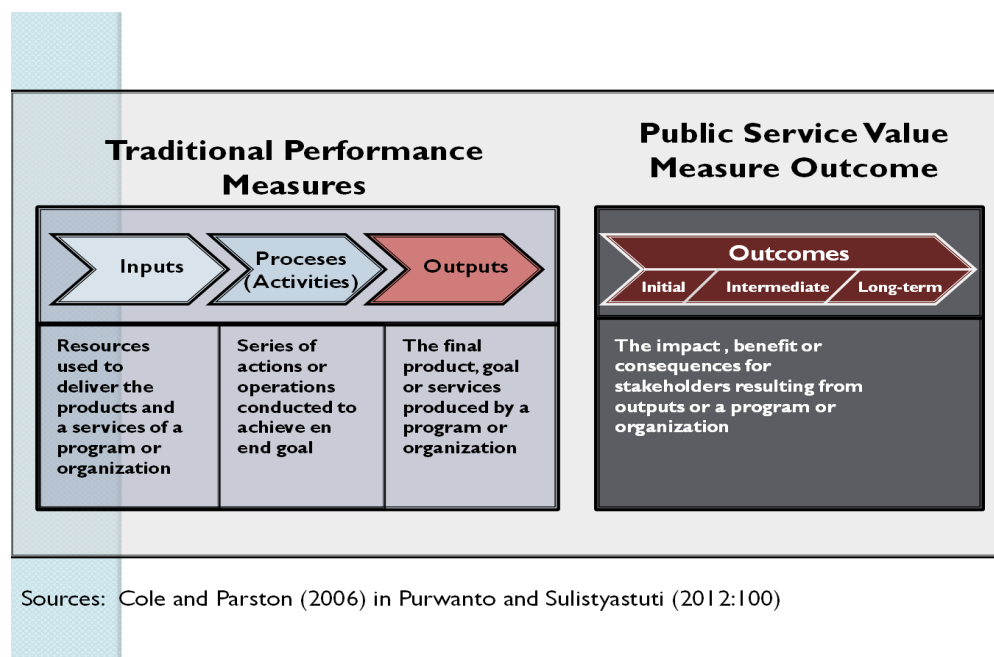 Traditional Performance
Measures
Public Service Value
Measure Outcome
Inputs
Proceses
(Activities)
Outputs
Outcomes
Initial
Intermediate
Long-term
Resources
used to
deliver the
products and
a services of a
program or
organization
Series of
actions or
operations
conducted to
achieve en
end goal
The final
product, goal
or services
produced by a
program or
organization
The impact , benefit or
consequences for
stakeholders resulting from
outputs or a program or
organization
Sources: Cole and Parston (2006) in Purwanto and Sulistyastuti (2012:100)